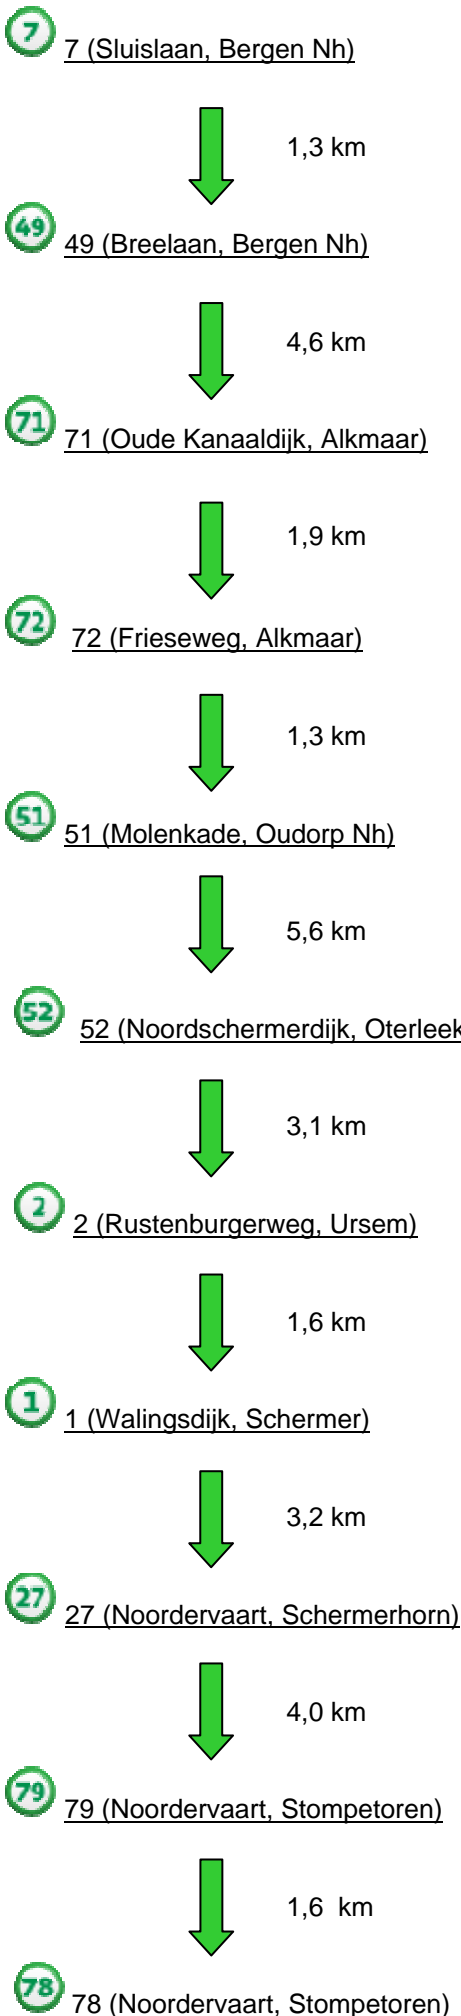 7 7 (Sluislaan, Bergen Nh)
1,3 km
49 49 (Breelaan, Bergen Nh)
4,6 km
71 71 (Oude Kanaaldijk, Alkmaar)
1,9 km
72 72 (Frieseweg, Alkmaar)
1,3 km
51 51 (Molenkade, Oudorp Nh)
5,6 km
52 52 (Noordschermerdijk, Oterleek
3,1 km
2 2 (Rustenburgerweg, Ursem)
1,6 km
1 1 (Walingsdijk, Schermer)
3,2 km
27 27 (Noordervaart, Schermerhorn)
4,0 km
79 79 (Noordervaart, Stompetoren)
1,6 km
78 78 (Noordervaart, Stompetoren)